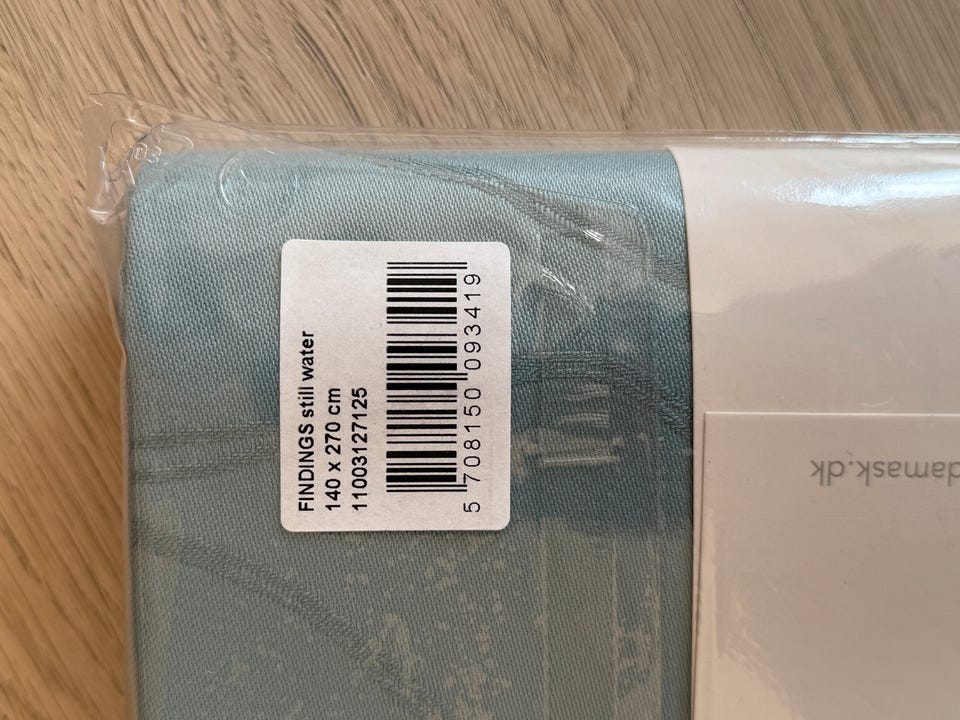 FINDINGS still water
140 x 270 cm
11003127125
5 708150 093419
damask.dk